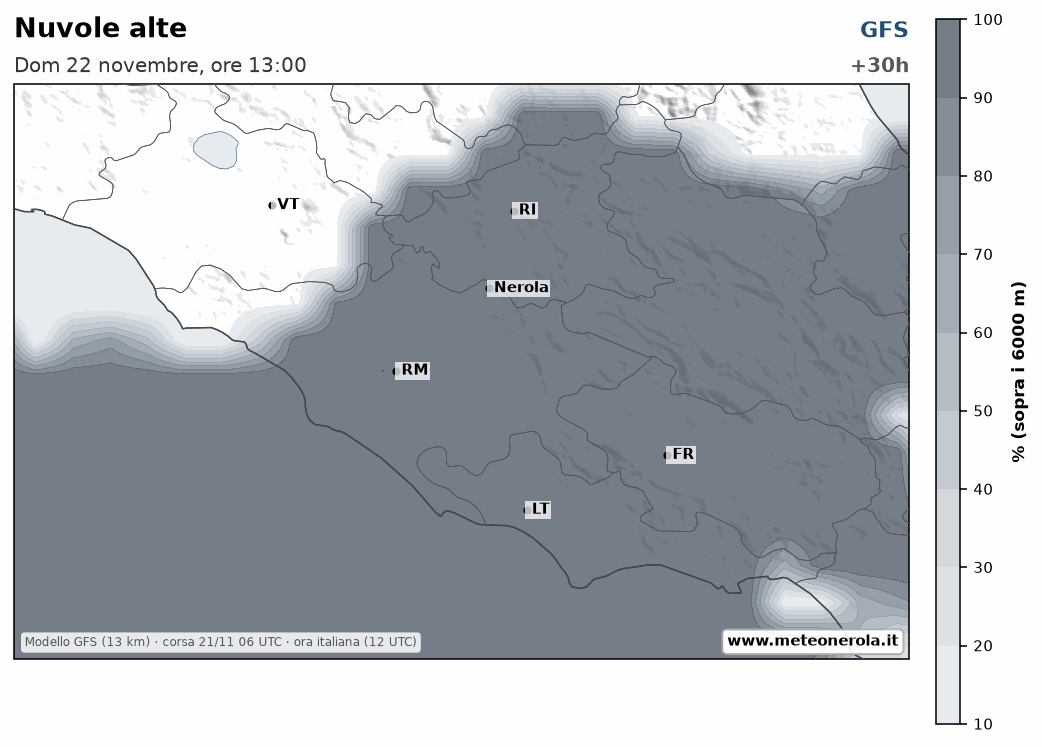 Nuvole alte
GFS
Dom 22 novembre, ore 13:00
+30h
VT
RI
Nerola
RM
FR
LT
Modello GFS (13 km) · corsa 21/11 06 UTC · ora italiana (12 UTC)
www.meteonerola.it
100
90
80
70
60
50
40
30
20
10
% (sopra i 6000 m)